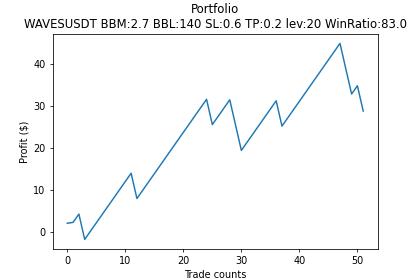 Portfolio
WAVESUSDT BBM:2.7 BBL:140 SL:0.6 TP:0.2 lev:20 WinRatio:83.0
Profit ($)
40
30
20
10
0
0 10 20 30 40 50
Trade counts